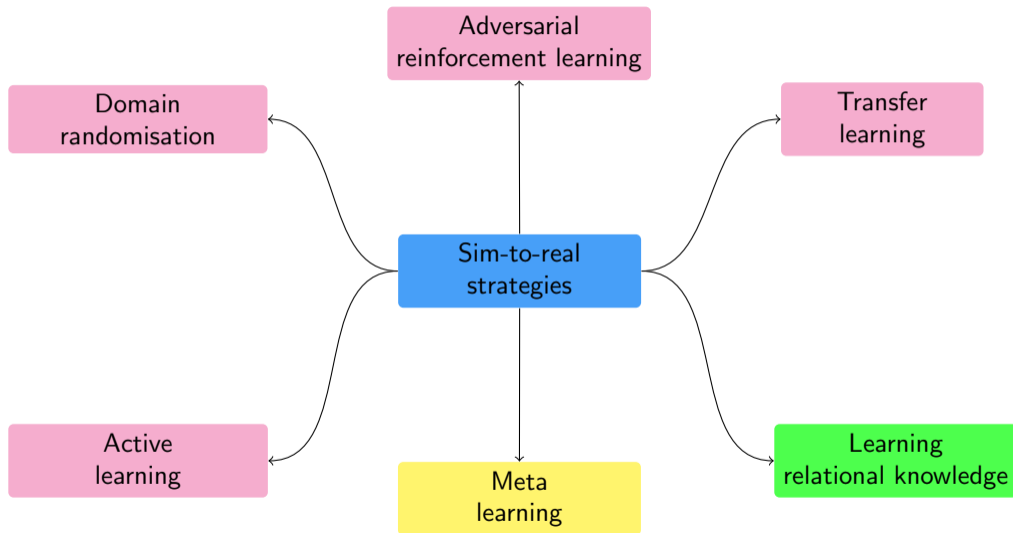 Adversarial
reinforcement learning
Domain
randomisation
Transfer
learning
Sim-to-real
strategies
Active
learning
Meta
learning
Learning
relational knowledge